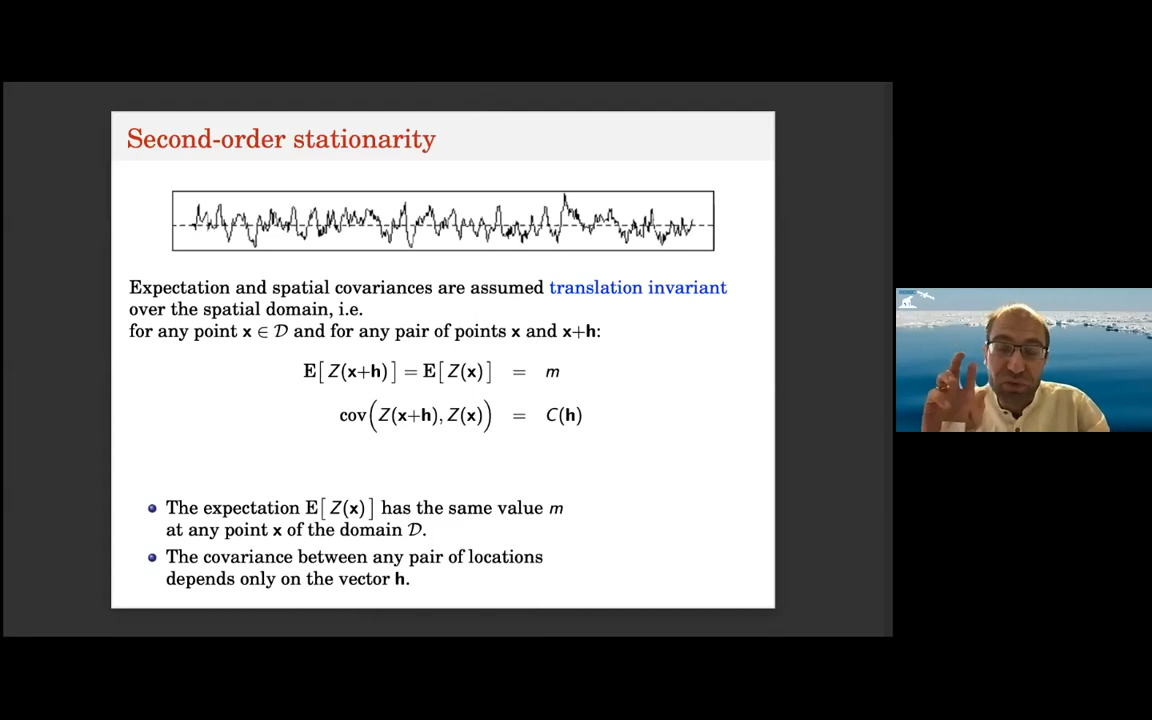 Second-order stationarity
Expectation and spatial covariances are assumed translation invariant
over the spatial domain, i.e.
for any point x ∈ 𝒟 and for any pair of points x and x+h:
E[ Z(x+h) ] = E[ Z(x) ] = m
cov(Z(x+h), Z(x)) = C(h)
The expectation E[ Z(x) ] has the same value m
at any point x of the domain 𝒟.
The covariance between any pair of locations
depends only on the vector h.